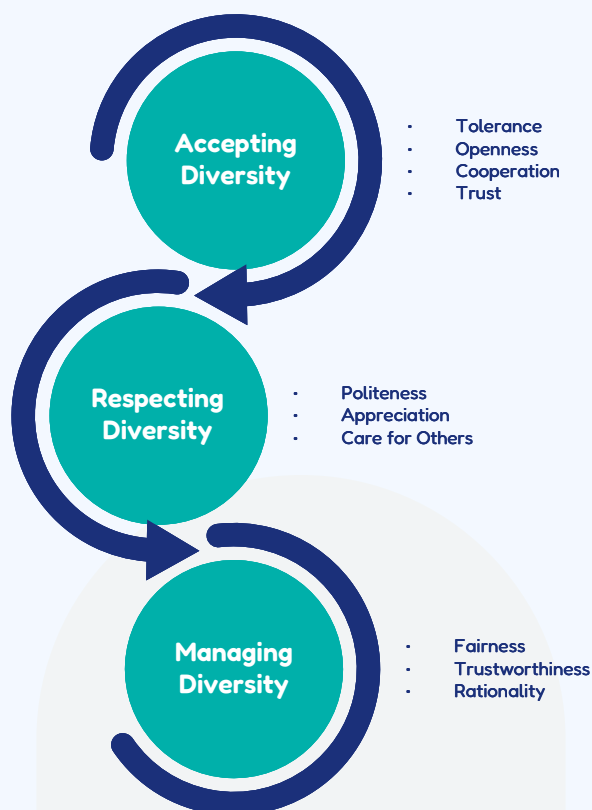 Accepting
Diversity
· Tolerance
· Openness
· Cooperation
· Trust
Respecting
Diversity
· Politeness
· Appreciation
· Care for Others
Managing
Diversity
· Fairness
· Trustworthiness
· Rationality